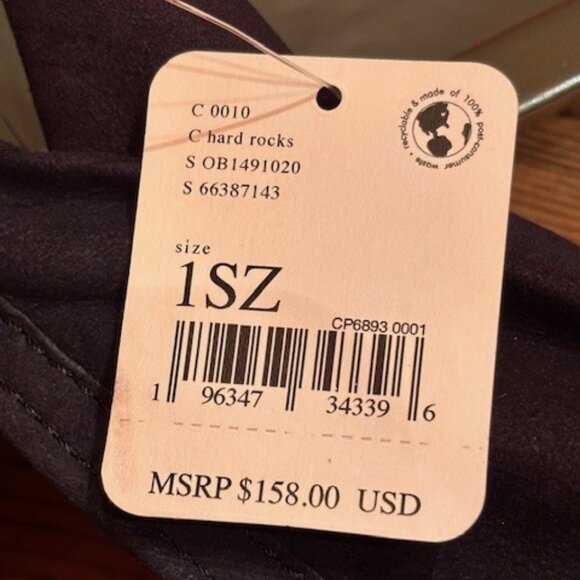 C 0010
C hard rocks
S OB1491020
S 66387143
recyclable & made of 100% post-consumer waste •
size
1SZ
CP6893 0001
1 96347 34339 6
MSRP $158.00 USD